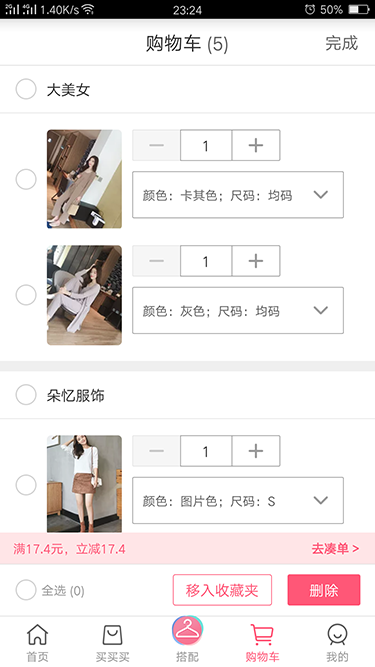 2G 4G 1.40K/s 23:24 50%
购物车 (5) 完成
大美女
1
颜色：卡其色；尺码：均码
1
颜色：灰色；尺码：均码
朵忆服饰
1
颜色：图片色；尺码：S
满17.4元，立减17.4 去凑单 >
全选 (0) 移入收藏夹 删除
首页 买买买 搭配 购物车 我的